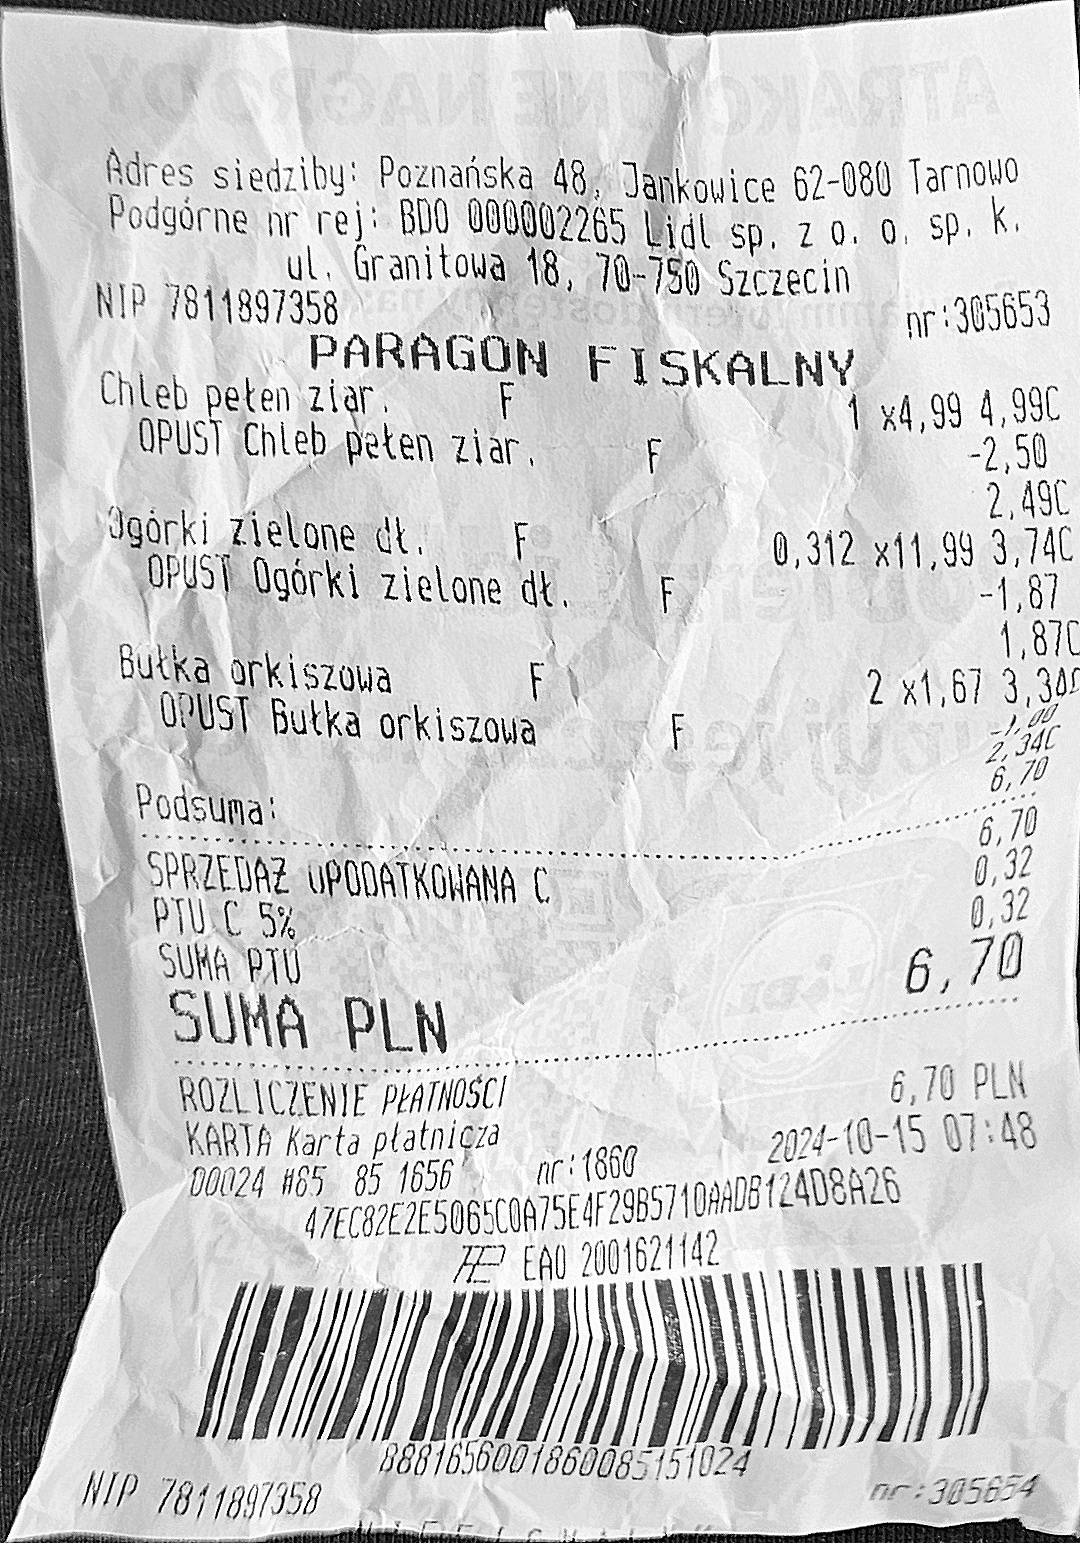 Adres siedziby: Poznańska 48, Jankowice 62-080 Tarnowo
Podgórne nr rej: BDO 000002265 Lidl sp. z o. o. sp. k.
ul. Granitowa 18, 70-750 Szczecin
NIP 7811897358 nr:305653
PARAGON FISKALNY
Chleb pełen ziar. F 1 x4,99 4,99C
OPUST Chleb pełen ziar. F -2,50
2,49C
Ogórki zielone dł. F 0,312 x11,99 3,74C
OPUST Ogórki zielone dł. F -1,87
1,87C
Bułka orkiszowa F 2 x1,67 3,34C
OPUST Bułka orkiszowa F -1,00
2,34C
Podsuma: 6,70
SPRZEDAŻ OPODATKOWANA C 6,70
PTU C 5% 0,32
SUMA PTU 0,32
SUMA PLN 6,70
ROZLICZENIE PŁATNOŚCI
KARTA Karta płatnicza 6,70 PLN
00024 #85 85 1656 nr:1860 2024-10-15 07:48
47EC82E2E5065C0A75E4F29B5710AADB124D8A26
EAU 2001621142
8881656001860085151024
NIP 7811897358 nr:305654